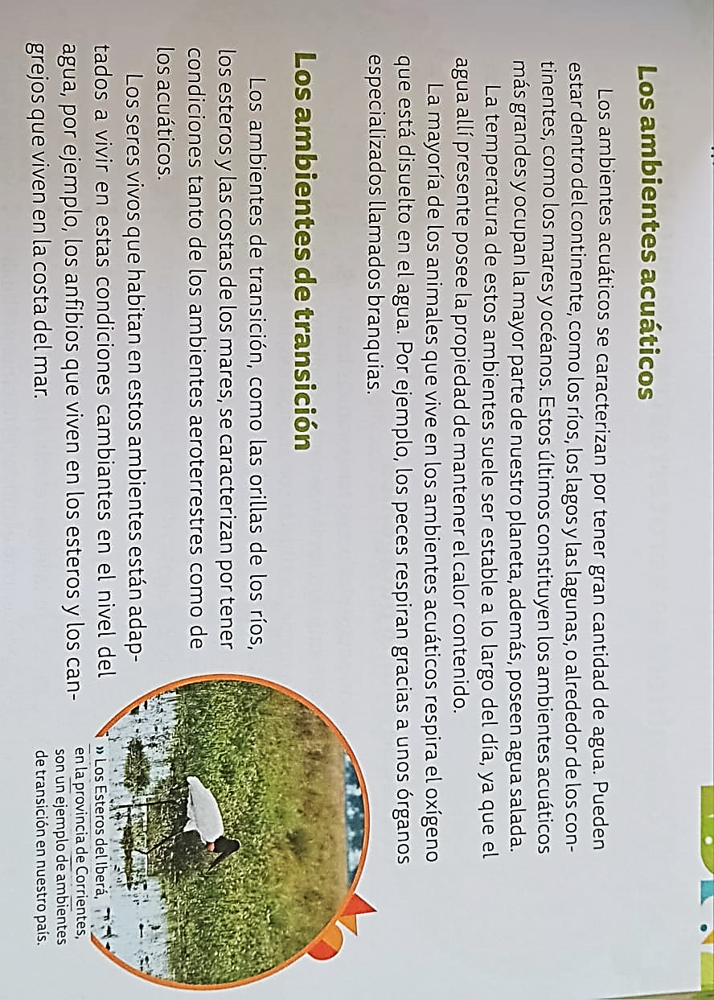 Los ambientes acuáticos
Los ambientes acuáticos se caracterizan por tener gran cantidad de agua. Pueden
estar dentro del continente, como los ríos, los lagos y las lagunas, o alrededor de los con-
tinentes, como los mares y océanos. Estos últimos constituyen los ambientes acuáticos
más grandes y ocupan la mayor parte de nuestro planeta, además, poseen agua salada.
La temperatura de estos ambientes suele ser estable a lo largo del día, ya que el
agua allí presente posee la propiedad de mantener el calor contenido.
La mayoría de los animales que vive en los ambientes acuáticos respira el oxígeno
que está disuelto en el agua. Por ejemplo, los peces respiran gracias a unos órganos
especializados llamados branquias.
Los ambientes de transición
Los ambientes de transición, como las orillas de los ríos,
los esteros y las costas de los mares, se caracterizan por tener
condiciones tanto de los ambientes aeroterrestres como de
los acuáticos.
Los seres vivos que habitan en estos ambientes están adap-
tados a vivir en estas condiciones cambiantes en el nivel del
agua, por ejemplo, los anfibios que viven en los esteros y los can-
grejos que viven en la costa del mar.
» Los Esteros del Iberá,
en la provincia de Corrientes,
son un ejemplo de ambientes
de transición en nuestro país.